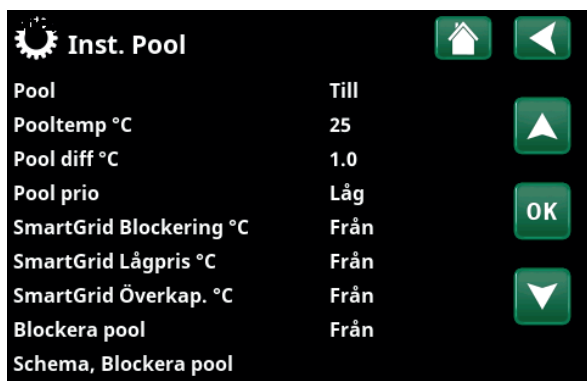 Inst. Pool
Pool Till
Pooltemp °C 25
Pool diff °C 1.0
Pool prio Låg
SmartGrid Blockering °C Från
SmartGrid Lågpris °C Från
SmartGrid Överkap. °C Från
Blockera pool Från
Schema, Blockera pool
OK